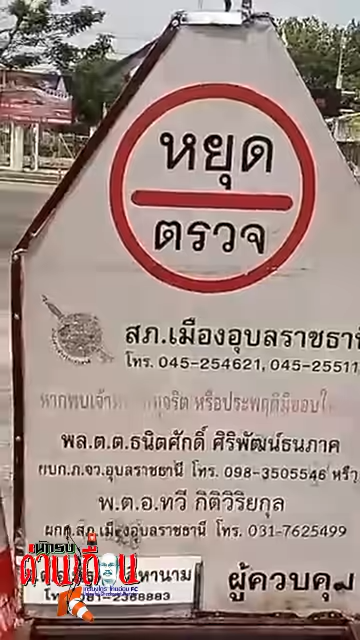 หยุด
ตรวจ
สภ.เมืองอุบลราชธานี
โทร. 045-254621, 045-25511
หากพบเจ้า ทุจริต หรือประพฤติมิชอบ
พล.ต.ต.ธนิตศักดิ์ ศิริพัฒน์ธนภาค
ผบก.ภ.จว.อุบลราชธานี โทร. 098-3505546 หรือ
พ.ต.อ.ทวี กิติวิริยกุล
ผกก.สภ.เมืองอุบลราชธานี โทร. 031-7625499
นักรบ
ตาเถื่อน
หานาม
ผู้ควบคุม